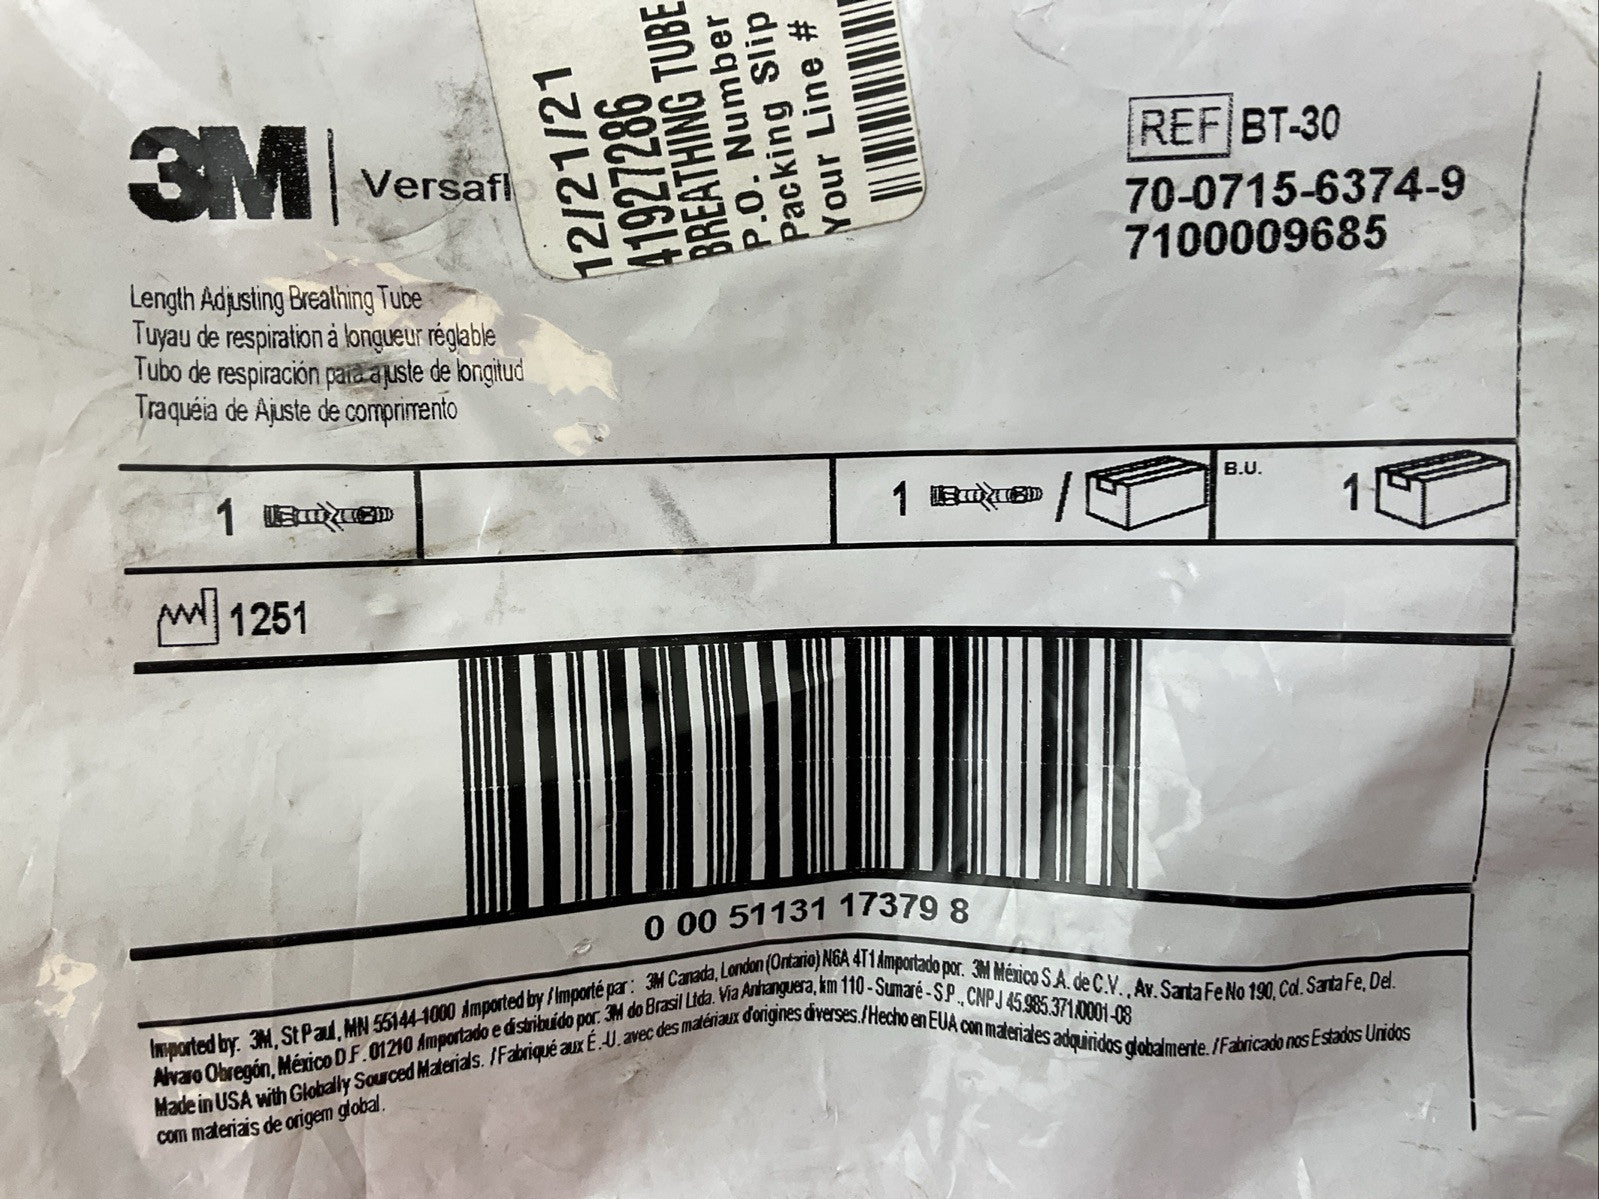 3M Versafl
12/21/21
41927286
BREATHING TUBE
P.O. Number
Packing Slip
Your Line #
REF BT-30
70-0715-6374-9
7100009685
Length Adjusting Breathing Tube
Tuyau de respiration à longueur réglable
Tubo de respiración para ajuste de longitud
Traquéia de Ajuste de comprimento
1
1 /
B.U. 1
1251
0 00 51131 17379 8
Imported by: 3M, St Paul, MN 55144-1000 Imported by / Importé par : 3M Canada, London (Ontario) N6A 4T1 Importado por: 3M México S.A. de C.V., Av. Santa Fe No 190, Col. Santa Fe, Del.
Alvaro Obregón, México D.F. 01210 Importado e distribuído por: 3M do Brasil Ltda. Via Anhanguera, km 110 - Sumaré - S.P., CNPJ 45.985.371/0001-08
Made in USA with Globally Sourced Materials. / Fabriqué aux É.-U. avec des matériaux d'origines diverses. / Hecho en EUA con materiales adquiridos globalmente. / Fabricado nos Estados Unidos
com materiais de origem global.